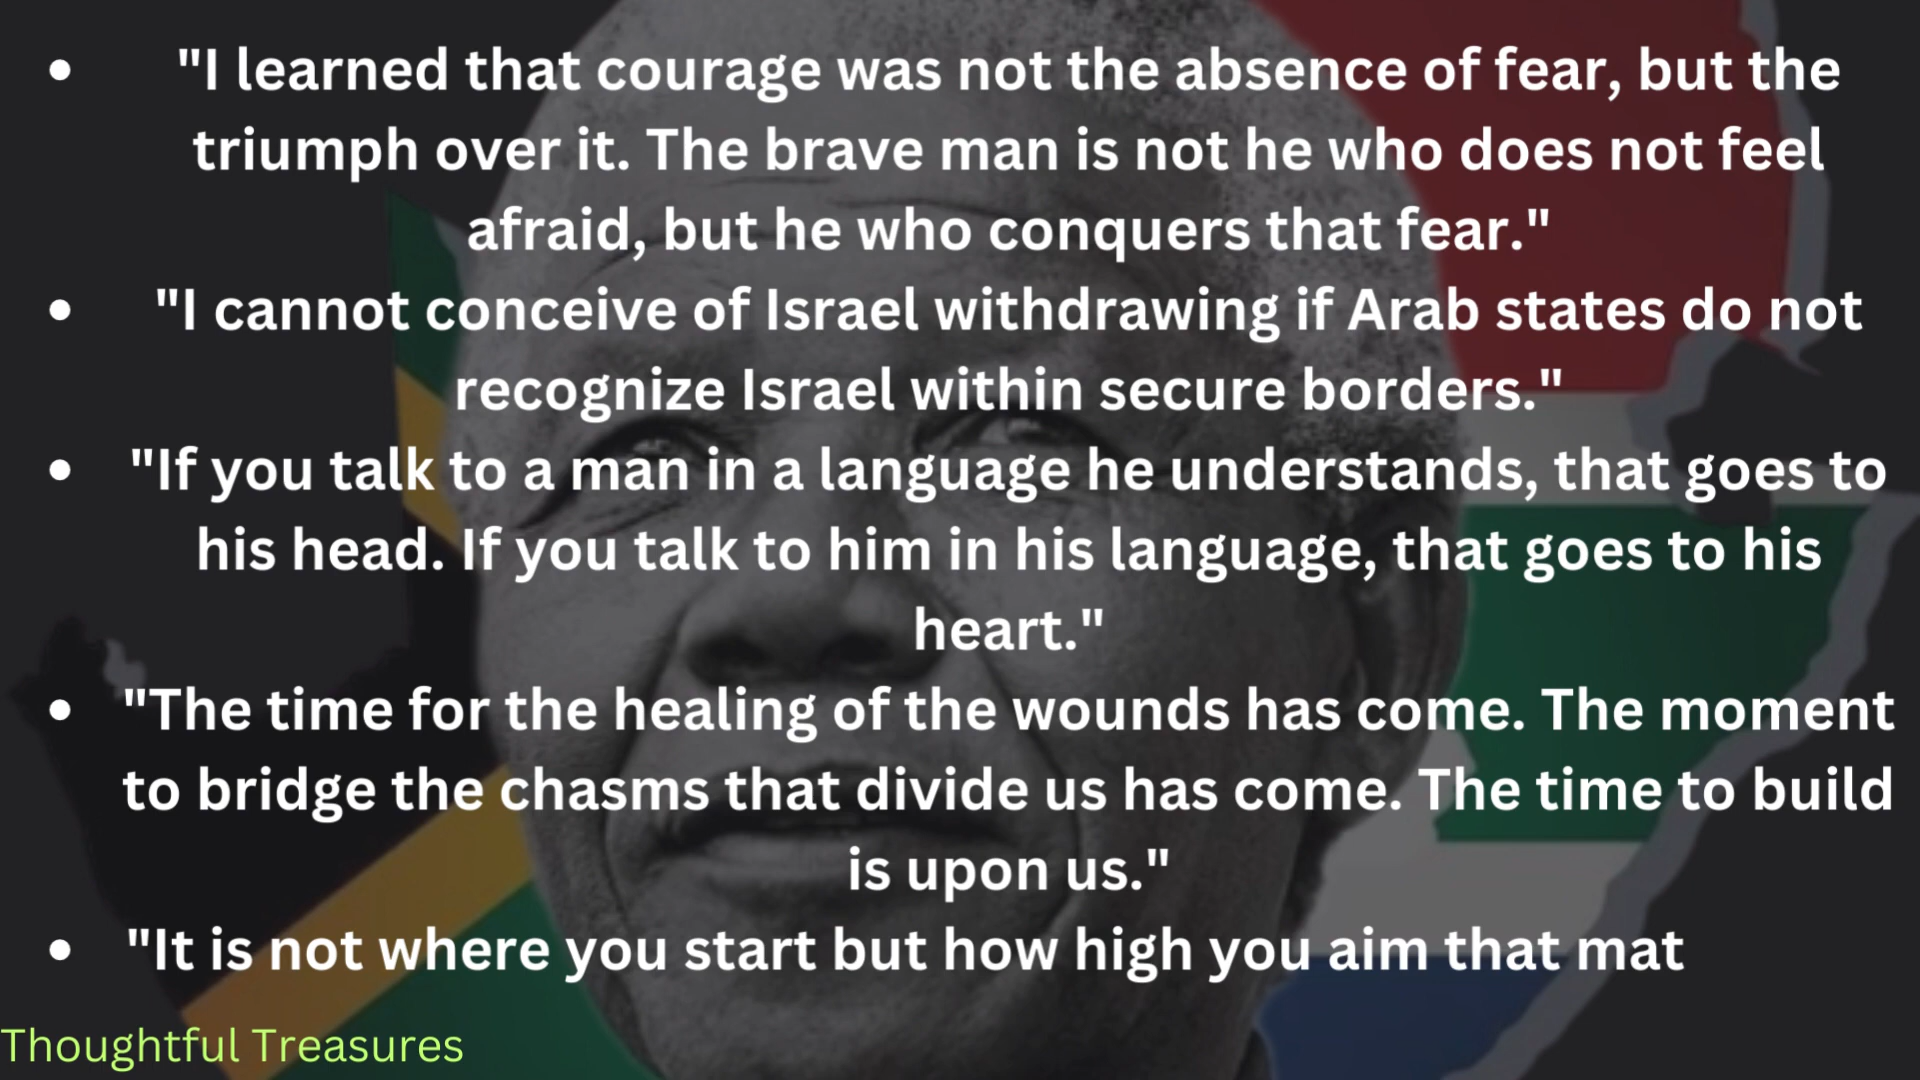 • "I learned that courage was not the absence of fear, but the
triumph over it. The brave man is not he who does not feel
afraid, but he who conquers that fear."
• "I cannot conceive of Israel withdrawing if Arab states do not
recognize Israel within secure borders."
• "If you talk to a man in a language he understands, that goes to
his head. If you talk to him in his language, that goes to his
heart."
• "The time for the healing of the wounds has come. The moment
to bridge the chasms that divide us has come. The time to build
is upon us."
• "It is not where you start but how high you aim that mat
Thoughtful Treasures